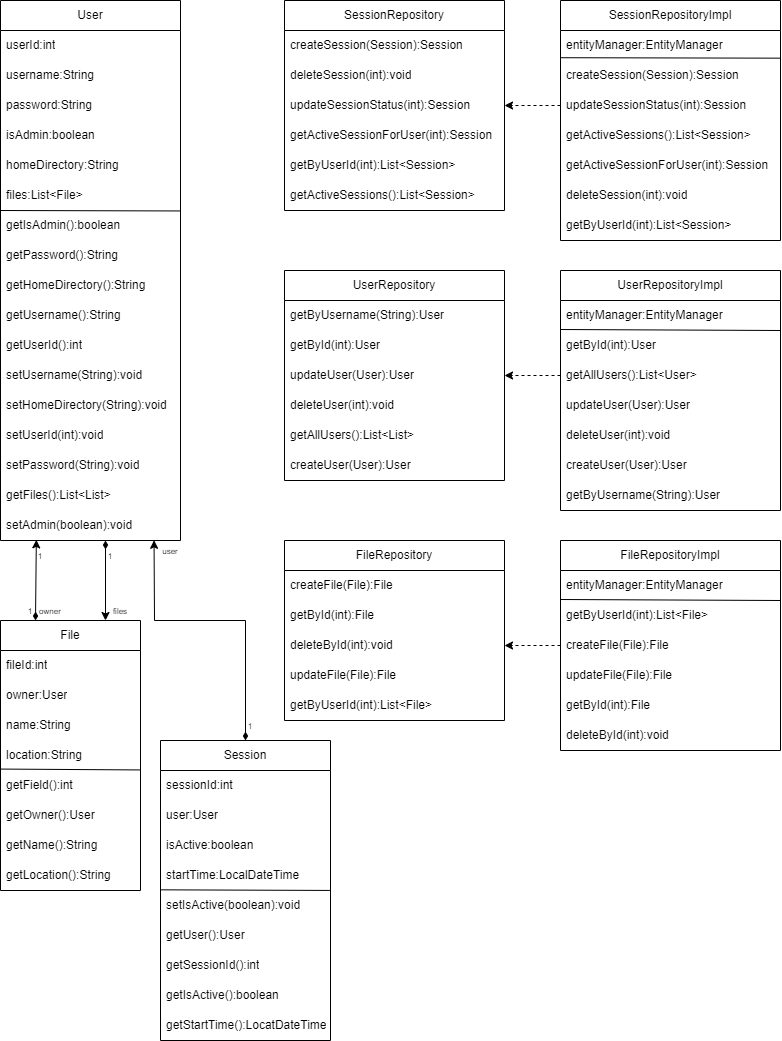 User
userId:int
username:String
password:String
isAdmin:boolean
homeDirectory:String
files:List<File>
getIsAdmin():boolean
getPassword():String
getHomeDirectory():String
getUsername():String
getUserId():int
setUsername(String):void
setHomeDirectory(String):void
setUserId(int):void
setPassword(String):void
getFiles():List<List>
setAdmin(boolean):void
SessionRepository
createSession(Session):Session
deleteSession(int):void
updateSessionStatus(int):Session
getActiveSessionForUser(int):Session
getByUserId(int):List<Session>
getActiveSessions():List<Session>
SessionRepositoryImpl
entityManager:EntityManager
createSession(Session):Session
updateSessionStatus(int):Session
getActiveSessions():List<Session>
getActiveSessionForUser(int):Session
deleteSession(int):void
getByUserId(int):List<Session>
UserRepository
getByUsername(String):User
getById(int):User
updateUser(User):User
deleteUser(int):void
getAllUsers():List<List>
createUser(User):User
UserRepositoryImpl
entityManager:EntityManager
getById(int):User
getAllUsers():List<User>
updateUser(User):User
deleteUser(int):void
createUser(User):User
getByUsername(String):User
FileRepository
createFile(File):File
getById(int):File
deleteById(int):void
updateFile(File):File
getByUserId(int):List<File>
FileRepositoryImpl
entityManager:EntityManager
getByUserId(int):List<File>
createFile(File):File
updateFile(File):File
getById(int):File
deleteById(int):void
1
1
user
1
owner
files
File
fileId:int
owner:User
name:String
location:String
getField():int
getOwner():User
getName():String
getLocation():String
1
Session
sessionId:int
user:User
isActive:boolean
startTime:LocalDateTime
setIsActive(boolean):void
getUser():User
getSessionId():int
getIsActive():boolean
getStartTime():LocatDateTime